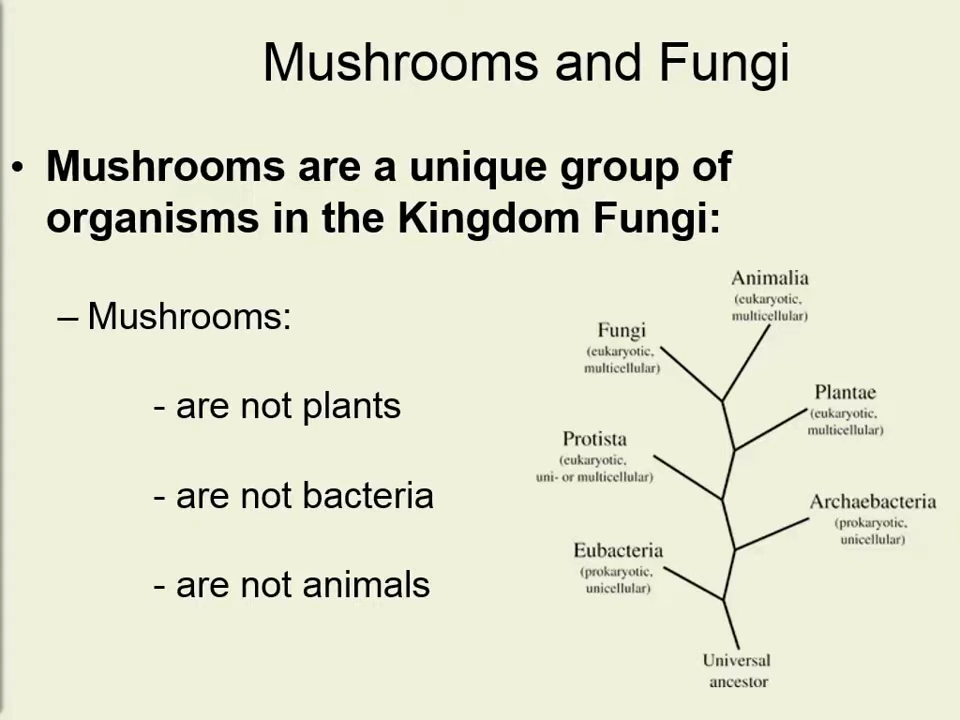 Mushrooms and Fungi
• Mushrooms are a unique group of
organisms in the Kingdom Fungi:
– Mushrooms:
- are not plants
- are not bacteria
- are not animals
Animalia
(eukaryotic,
multicellular)
Fungi
(eukaryotic,
multicellular)
Plantae
(eukaryotic,
multicellular)
Protista
(eukaryotic,
uni- or multicellular)
Archaebacteria
(prokaryotic,
unicellular)
Eubacteria
(prokaryotic,
unicellular)
Universal
ancestor